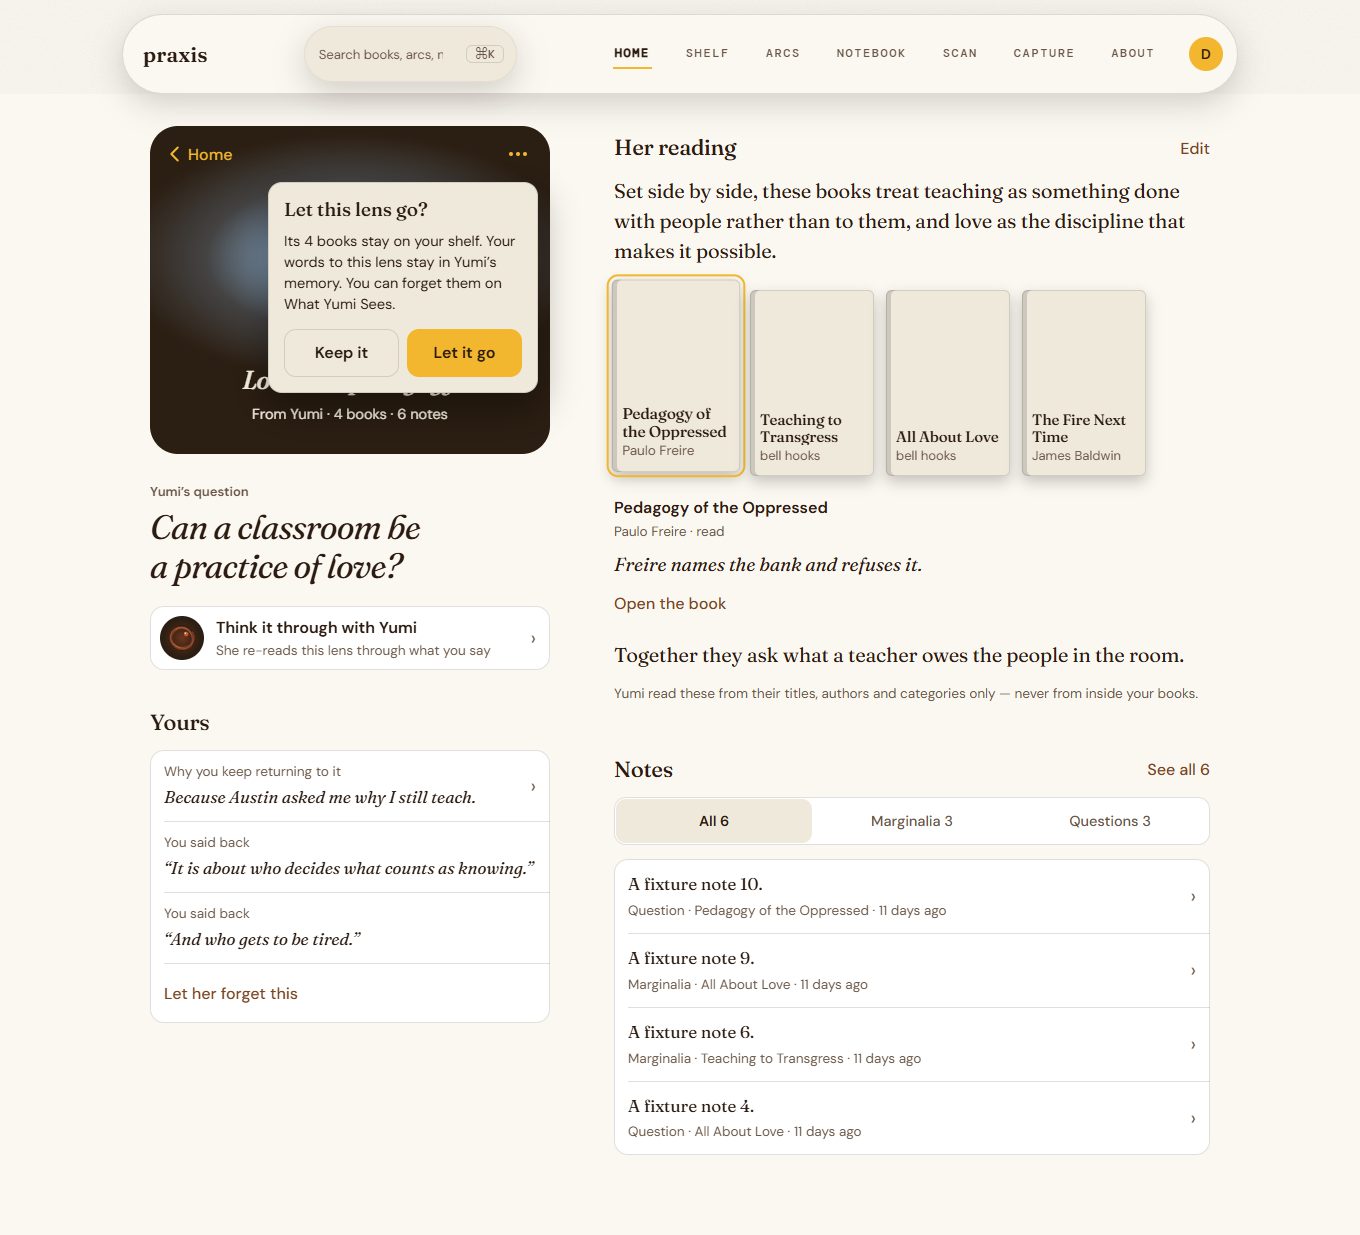 praxis
Search books, arcs, n
⌘K
HOME SHELF ARCS NOTEBOOK SCAN CAPTURE ABOUT
D
Home
Let this lens go?
Its 4 books stay on your shelf. Your
words to this lens stay in Yumi’s
memory. You can forget them on
What Yumi Sees.
Keep it
Let it go
From Yumi · 4 books · 6 notes
Yumi’s question
Can a classroom be
a practice of love?
Think it through with Yumi
She re-reads this lens through what you say
Yours
Why you keep returning to it
Because Austin asked me why I still teach.
You said back
“It is about who decides what counts as knowing.”
You said back
“And who gets to be tired.”
Let her forget this
Her reading
Edit
Set side by side, these books treat teaching as something done
with people rather than to them, and love as the discipline that
makes it possible.
Pedagogy of
the Oppressed
Paulo Freire
Teaching to
Transgress
bell hooks
All About Love
bell hooks
The Fire Next
Time
James Baldwin
Pedagogy of the Oppressed
Paulo Freire · read
Freire names the bank and refuses it.
Open the book
Together they ask what a teacher owes the people in the room.
Yumi read these from their titles, authors and categories only — never from inside your books.
Notes
See all 6
All 6
Marginalia 3
Questions 3
A fixture note 10.
Question · Pedagogy of the Oppressed · 11 days ago
A fixture note 9.
Marginalia · All About Love · 11 days ago
A fixture note 6.
Marginalia · Teaching to Transgress · 11 days ago
A fixture note 4.
Question · All About Love · 11 days ago